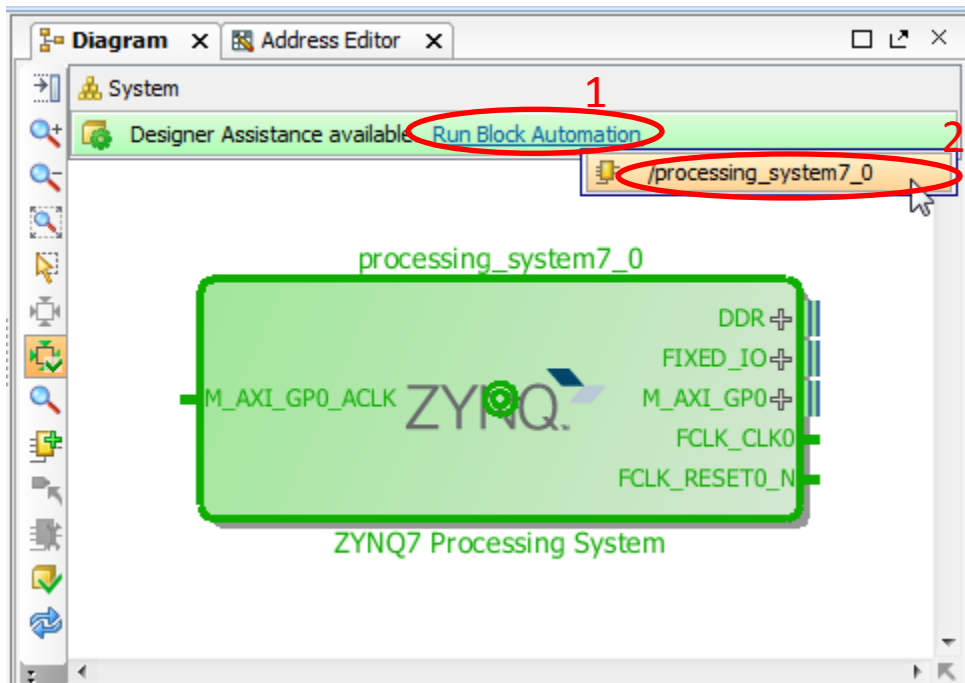 Diagram X Address Editor X
System
1
Designer Assistance available Run Block Automation
2
/processing_system7_0
processing_system7_0
DDR
FIXED_IO
M_AXI_GP0_ACLK ZYNQ M_AXI_GP0
FCLK_CLK0
FCLK_RESET0_N
ZYNQ7 Processing System